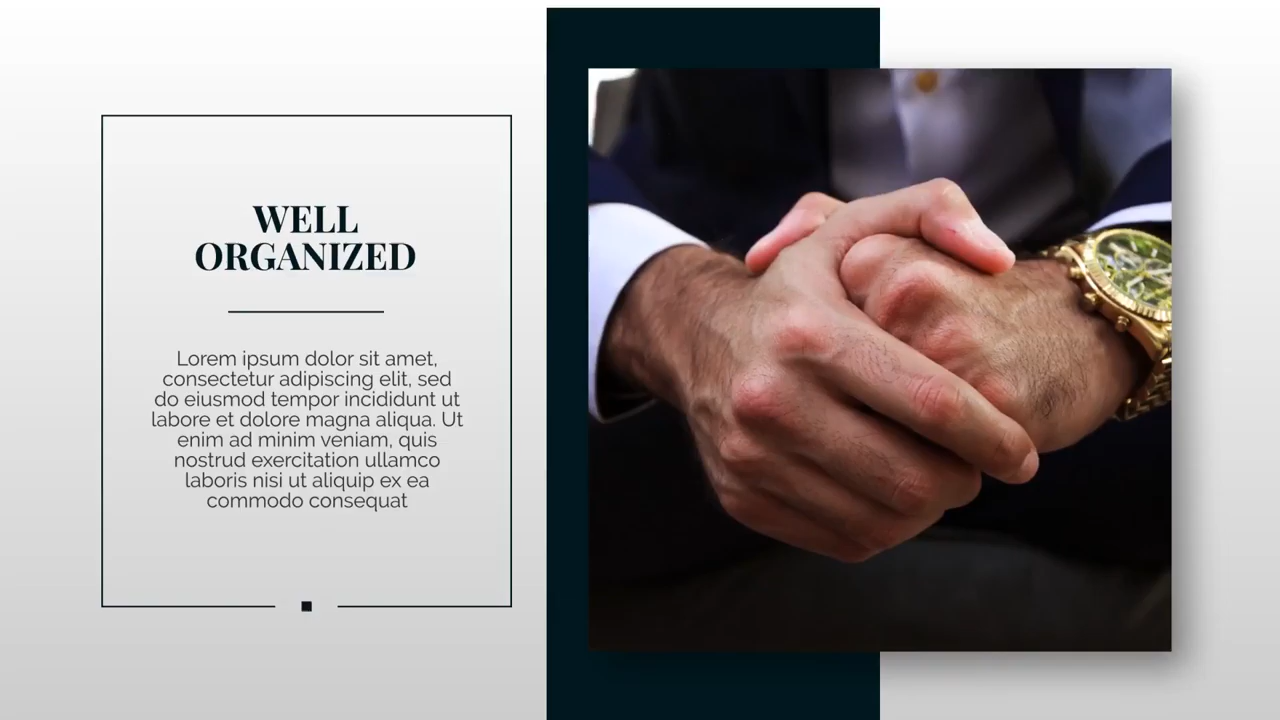 WELL
ORGANIZED
Lorem ipsum dolor sit amet,
consectetur adipiscing elit, sed
do eiusmod tempor incididunt ut
labore et dolore magna aliqua. Ut
enim ad minim veniam, quis
nostrud exercitation ullamco
laboris nisi ut aliquip ex ea
commodo consequat